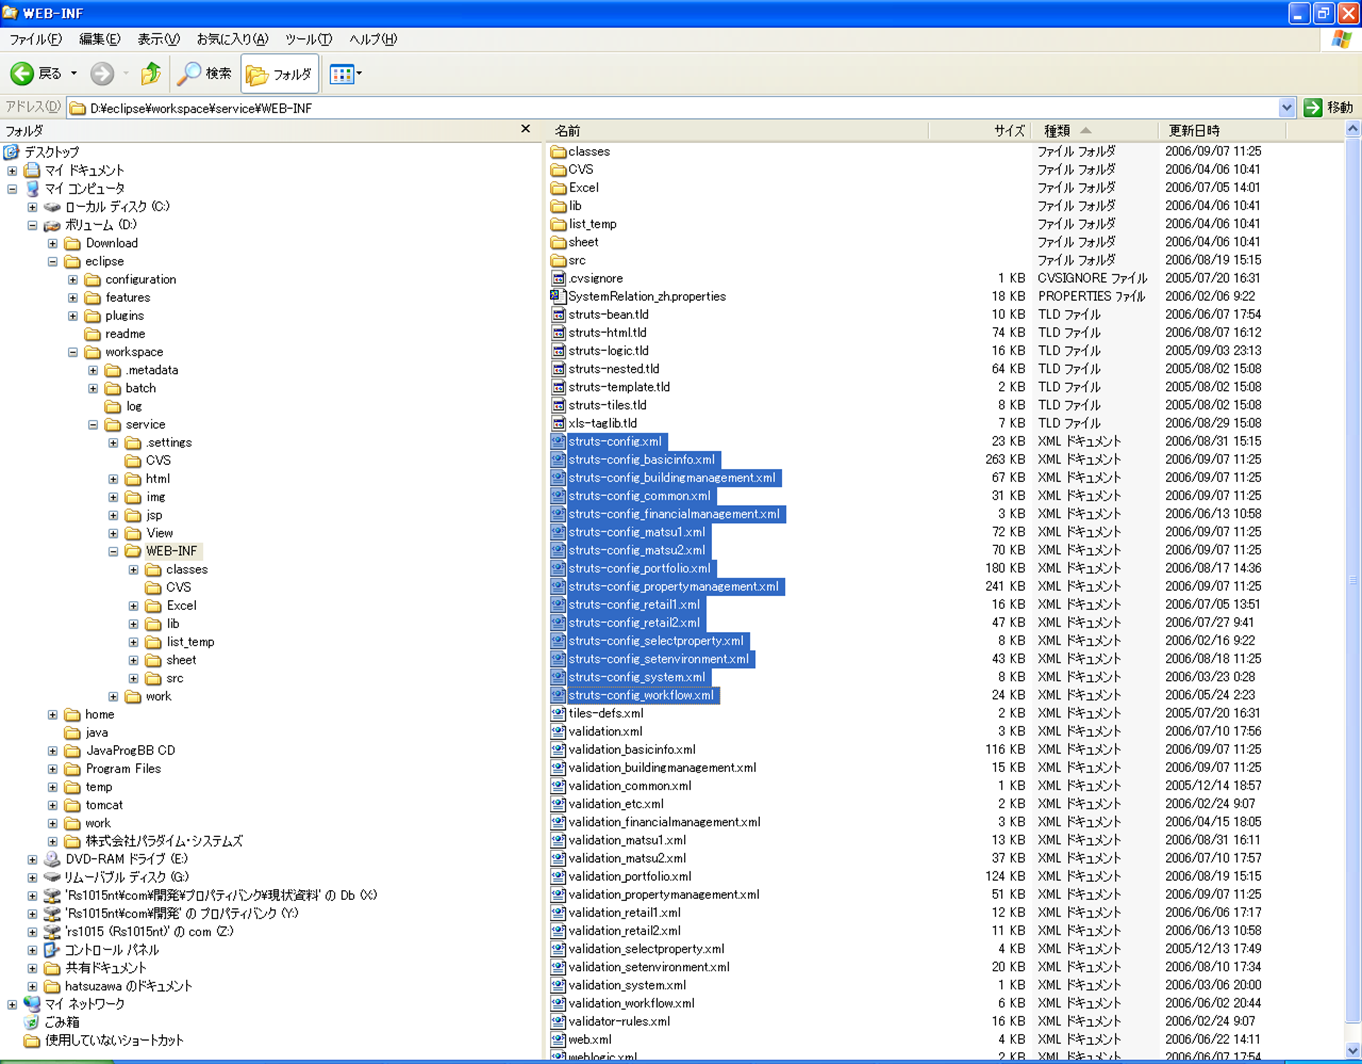 WEB-INF
ファイル(F) 編集(E) 表示(V) お気に入り(A) ツール(T) ヘルプ(H)
戻る 検索 フォルダ
アドレス(D) D:¥eclipse¥workspace¥service¥WEB-INF 移動
フォルダ
デスクトップ
マイ ドキュメント
マイ コンピュータ
ローカル ディスク (C:)
ボリューム (D:)
Download
eclipse
configuration
features
plugins
readme
workspace
.metadata
batch
log
service
.settings
CVS
html
img
jsp
View
WEB-INF
classes
CVS
Excel
lib
list_temp
sheet
src
work
home
java
JavaProgBB CD
Program Files
temp
tomcat
work
株式会社パラダイム・システムズ
DVD-RAM ドライブ (E:)
リムーバブル ディスク (G:)
'Rs1015nt¥com¥開発¥プロパティバンク¥現状資料' の Db (X:)
'Rs1015nt¥com¥開発' の プロパティバンク (Y:)
'rs1015 (Rs1015nt)' の com (Z:)
コントロール パネル
共有ドキュメント
hatsuzawa のドキュメント
マイ ネットワーク
ごみ箱
使用していないショートカット
名前 サイズ 種類 更新日時
classes ファイル フォルダ 2006/09/07 11:25
CVS ファイル フォルダ 2006/04/06 10:41
Excel ファイル フォルダ 2006/07/05 14:01
lib ファイル フォルダ 2006/04/06 10:41
list_temp ファイル フォルダ 2006/04/06 10:41
sheet ファイル フォルダ 2006/04/06 10:41
src ファイル フォルダ 2006/08/19 15:15
.cvsignore 1 KB CVSIGNORE ファイル 2005/07/20 16:31
SystemRelation_zh.properties 18 KB PROPERTIES ファイル 2006/02/06 9:22
struts-bean.tld 10 KB TLD ファイル 2006/06/07 17:54
struts-html.tld 74 KB TLD ファイル 2006/08/07 16:12
struts-logic.tld 16 KB TLD ファイル 2005/09/03 23:13
struts-nested.tld 64 KB TLD ファイル 2005/08/02 15:08
struts-template.tld 2 KB TLD ファイル 2005/08/02 15:08
struts-tiles.tld 8 KB TLD ファイル 2005/08/02 15:08
xls-taglib.tld 7 KB TLD ファイル 2006/08/29 15:08
struts-config.xml 23 KB XML ドキュメント 2006/08/31 15:15
struts-config_basicinfo.xml 263 KB XML ドキュメント 2006/09/07 11:25
struts-config_buildingmanagement.xml 67 KB XML ドキュメント 2006/09/07 11:25
struts-config_common.xml 31 KB XML ドキュメント 2006/09/07 11:25
struts-config_financialmanagement.xml 3 KB XML ドキュメント 2006/06/13 10:58
struts-config_matsu1.xml 72 KB XML ドキュメント 2006/09/07 11:25
struts-config_matsu2.xml 70 KB XML ドキュメント 2006/09/07 11:25
struts-config_portfolio.xml 180 KB XML ドキュメント 2006/08/17 14:36
struts-config_propertymanagement.xml 241 KB XML ドキュメント 2006/09/07 11:25
struts-config_retail1.xml 16 KB XML ドキュメント 2006/07/05 13:51
struts-config_retail2.xml 47 KB XML ドキュメント 2006/07/27 9:41
struts-config_selectproperty.xml 8 KB XML ドキュメント 2006/02/16 9:22
struts-config_setenvironment.xml 43 KB XML ドキュメント 2006/08/18 11:25
struts-config_system.xml 8 KB XML ドキュメント 2006/03/23 0:28
struts-config_workflow.xml 24 KB XML ドキュメント 2006/05/24 2:23
tiles-defs.xml 2 KB XML ドキュメント 2005/07/20 16:31
validation.xml 3 KB XML ドキュメント 2006/07/10 17:56
validation_basicinfo.xml 116 KB XML ドキュメント 2006/09/07 11:25
validation_buildingmanagement.xml 15 KB XML ドキュメント 2006/09/07 11:25
validation_common.xml 1 KB XML ドキュメント 2005/12/14 18:57
validation_etc.xml 2 KB XML ドキュメント 2006/02/24 9:07
validation_financialmanagement.xml 3 KB XML ドキュメント 2006/04/15 18:05
validation_matsu1.xml 13 KB XML ドキュメント 2006/08/31 16:11
validation_matsu2.xml 37 KB XML ドキュメント 2006/07/10 17:57
validation_portfolio.xml 124 KB XML ドキュメント 2006/08/19 15:15
validation_propertymanagement.xml 51 KB XML ドキュメント 2006/09/07 11:25
validation_retail1.xml 12 KB XML ドキュメント 2006/06/06 17:17
validation_retail2.xml 11 KB XML ドキュメント 2006/06/13 10:58
validation_selectproperty.xml 4 KB XML ドキュメント 2005/12/13 17:49
validation_setenvironment.xml 20 KB XML ドキュメント 2006/08/10 17:34
validation_system.xml 1 KB XML ドキュメント 2006/03/06 20:00
validation_workflow.xml 6 KB XML ドキュメント 2006/06/02 20:44
validator-rules.xml 16 KB XML ドキュメント 2006/02/24 9:07
web.xml 4 KB XML ドキュメント 2006/06/22 14:11
weblogic.xml 2 KB XML ドキュメント 2006/06/07 17:54